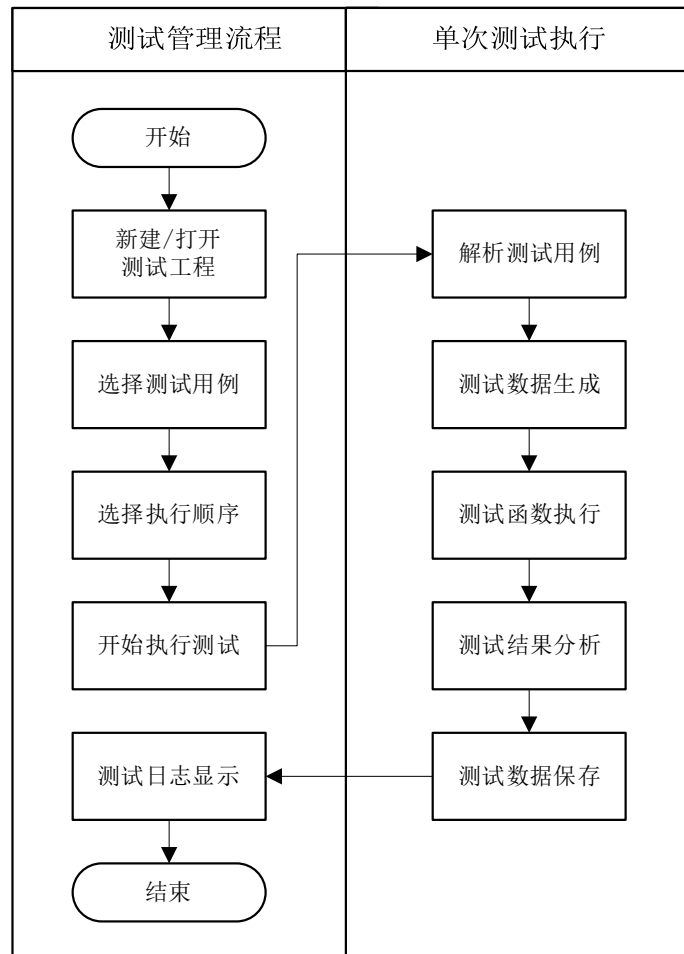 测试管理流程
单次测试执行
开始
新建/打开
测试工程
选择测试用例
选择执行顺序
开始执行测试
解析测试用例
测试数据生成
测试函数执行
测试结果分析
测试数据保存
测试日志显示
结束